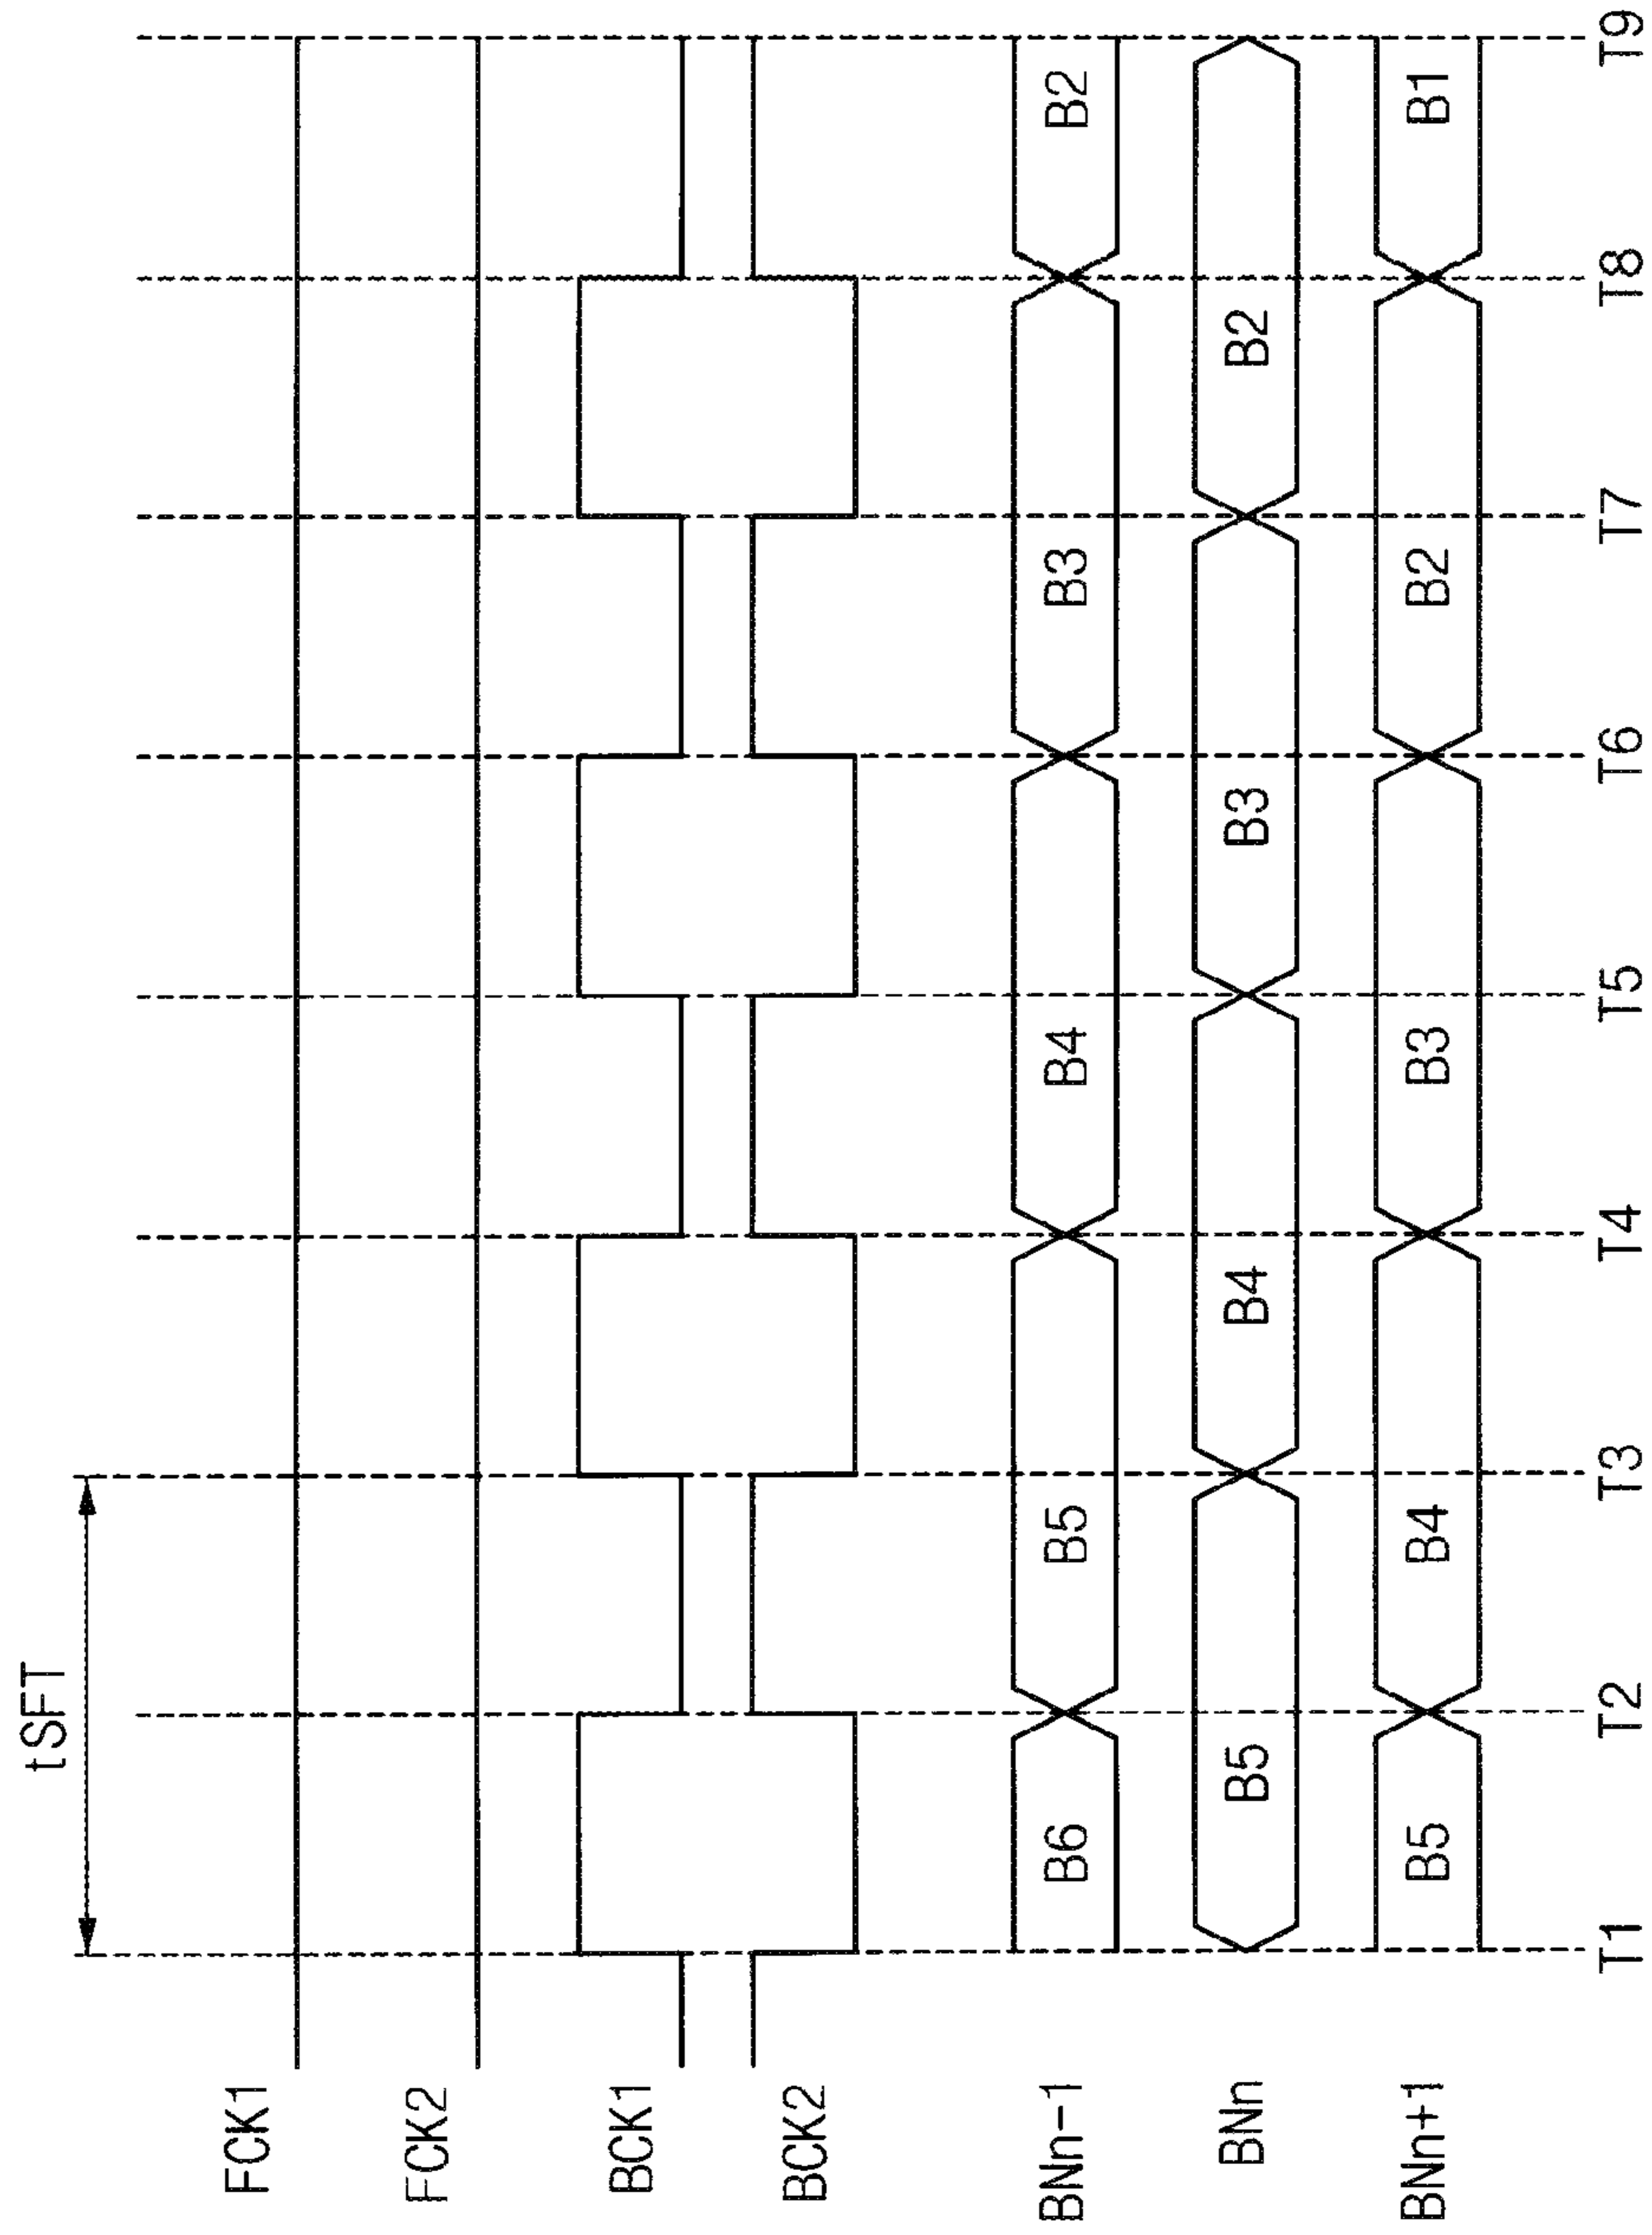 tSFT
FCK1
FCK2
BCK1
BCK2
BNn-1 B6 B5 B4 B3 B2
BNn B5 B4 B3 B2
BNn+1 B5 B4 B3 B2 B1
T1 T2 T3 T4 T5 T6 T7 T8 T9